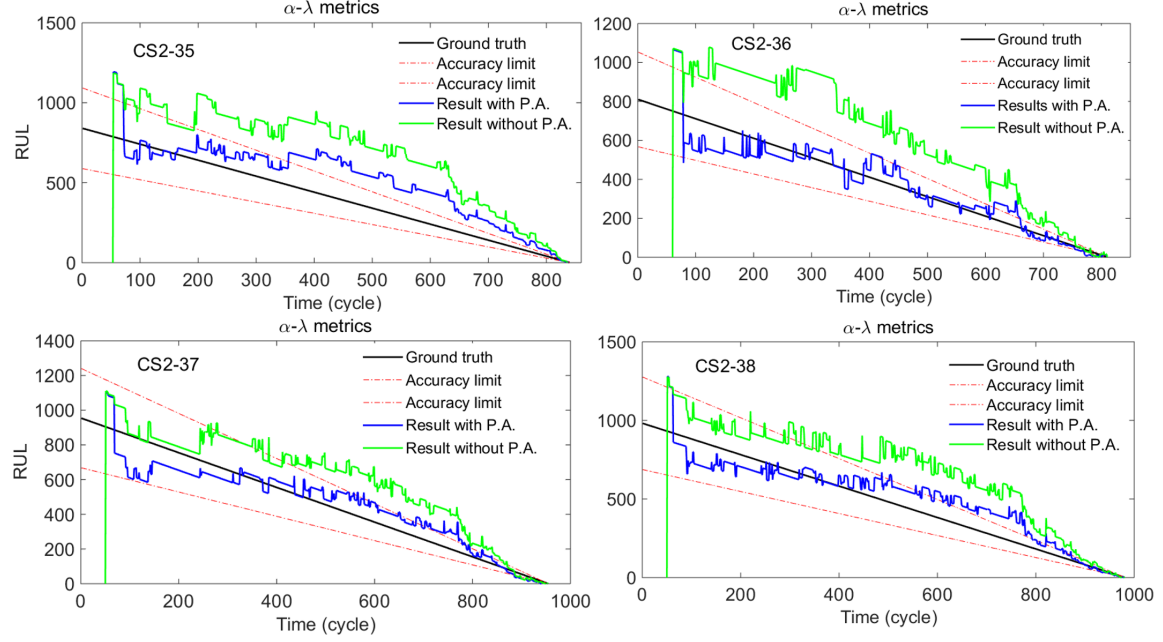 α-λ metrics
CS2-35
Ground truth
Accuracy limit
Accuracy limit
Result with P.A.
Result without P.A.
RUL
1500
1000
500
0
0 100 200 300 400 500 600 700 800
Time (cycle)
α-λ metrics
CS2-36
Ground truth
Accuracy limit
Accuracy limit
Results with P.A.
Result without P.A.
1200
1000
800
600
400
200
0
0 100 200 300 400 500 600 700 800
Time (cycle)
α-λ metrics
CS2-37
Ground truth
Accuracy limit
Accuracy limit
Result with P.A.
Result without P.A.
RUL
1400
1200
1000
800
600
400
200
0
0 200 400 600 800 1000
Time (cycle)
α-λ metrics
CS2-38
Ground truth
Accuracy limit
Accuracy limit
Result with P.A.
Result without P.A.
1500
1000
500
0
0 200 400 600 800 1000
Time (cycle)